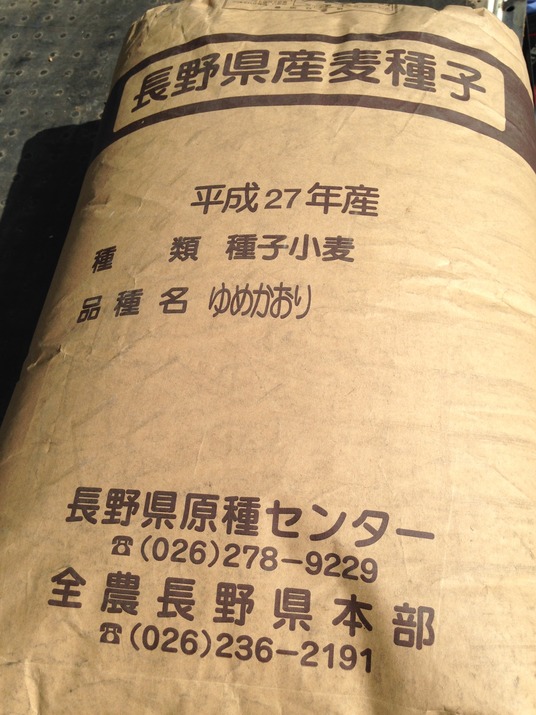 長野県産麦種子
平成27年産
種 類 種子小麦
品種名 ゆめかおり
長野県原種センター
☎(026)278-9229
全農長野県本部
☎(026)236-2191